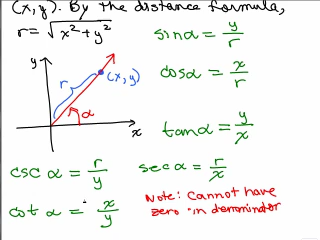 (x, y). By the distance formula,
r = √x² + y²
sin α = y/r
cos α = x/r
tan α = y/x
y
r
(x, y)
α
x
csc α = r/y
sec α = r/x
cot α = x/y
Note: Cannot have
zero in denominator